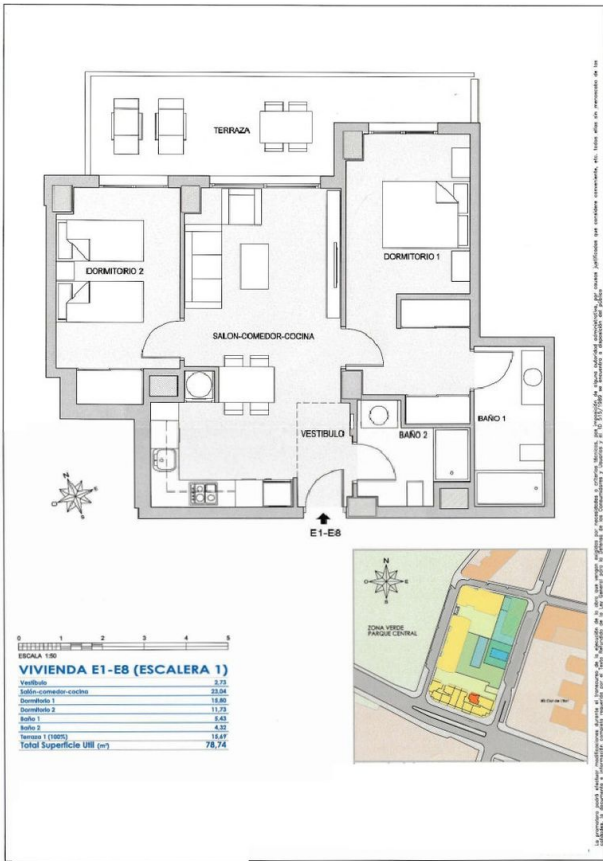 TERRAZA
DORMITORIO 1
DORMITORIO 2
SALON-COMEDOR-COCINA
VESTIBULO
BAÑO 2
BAÑO 1
N
E
S
O
E1-E8
N
E
S
O
ZONA VERDE
PARQUE CENTRAL
0 1 2 3 4 5
ESCALA 1:50
VIVIENDA E1-E8 (ESCALERA 1)
Vestíbulo 2,73
Salón-comedor-cocina 23,04
Dormitorio 1 15,80
Dormitorio 2 11,73
Baño 1 5,43
Baño 2 4,32
Terraza 1 (100%) 15,69
Total Superficie Util (m²) 78,74